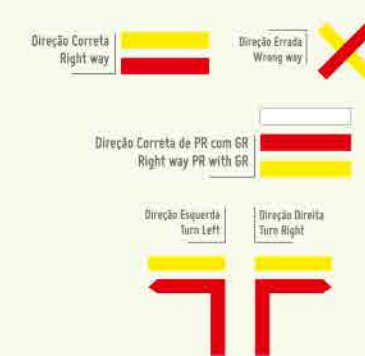 Direção Correta
Right way
Direção Errada
Wrong way
Direção Correta de PR com GR
Right way PR with GR
Direção Esquerda
Turn Left
Direção Direita
Turn Right